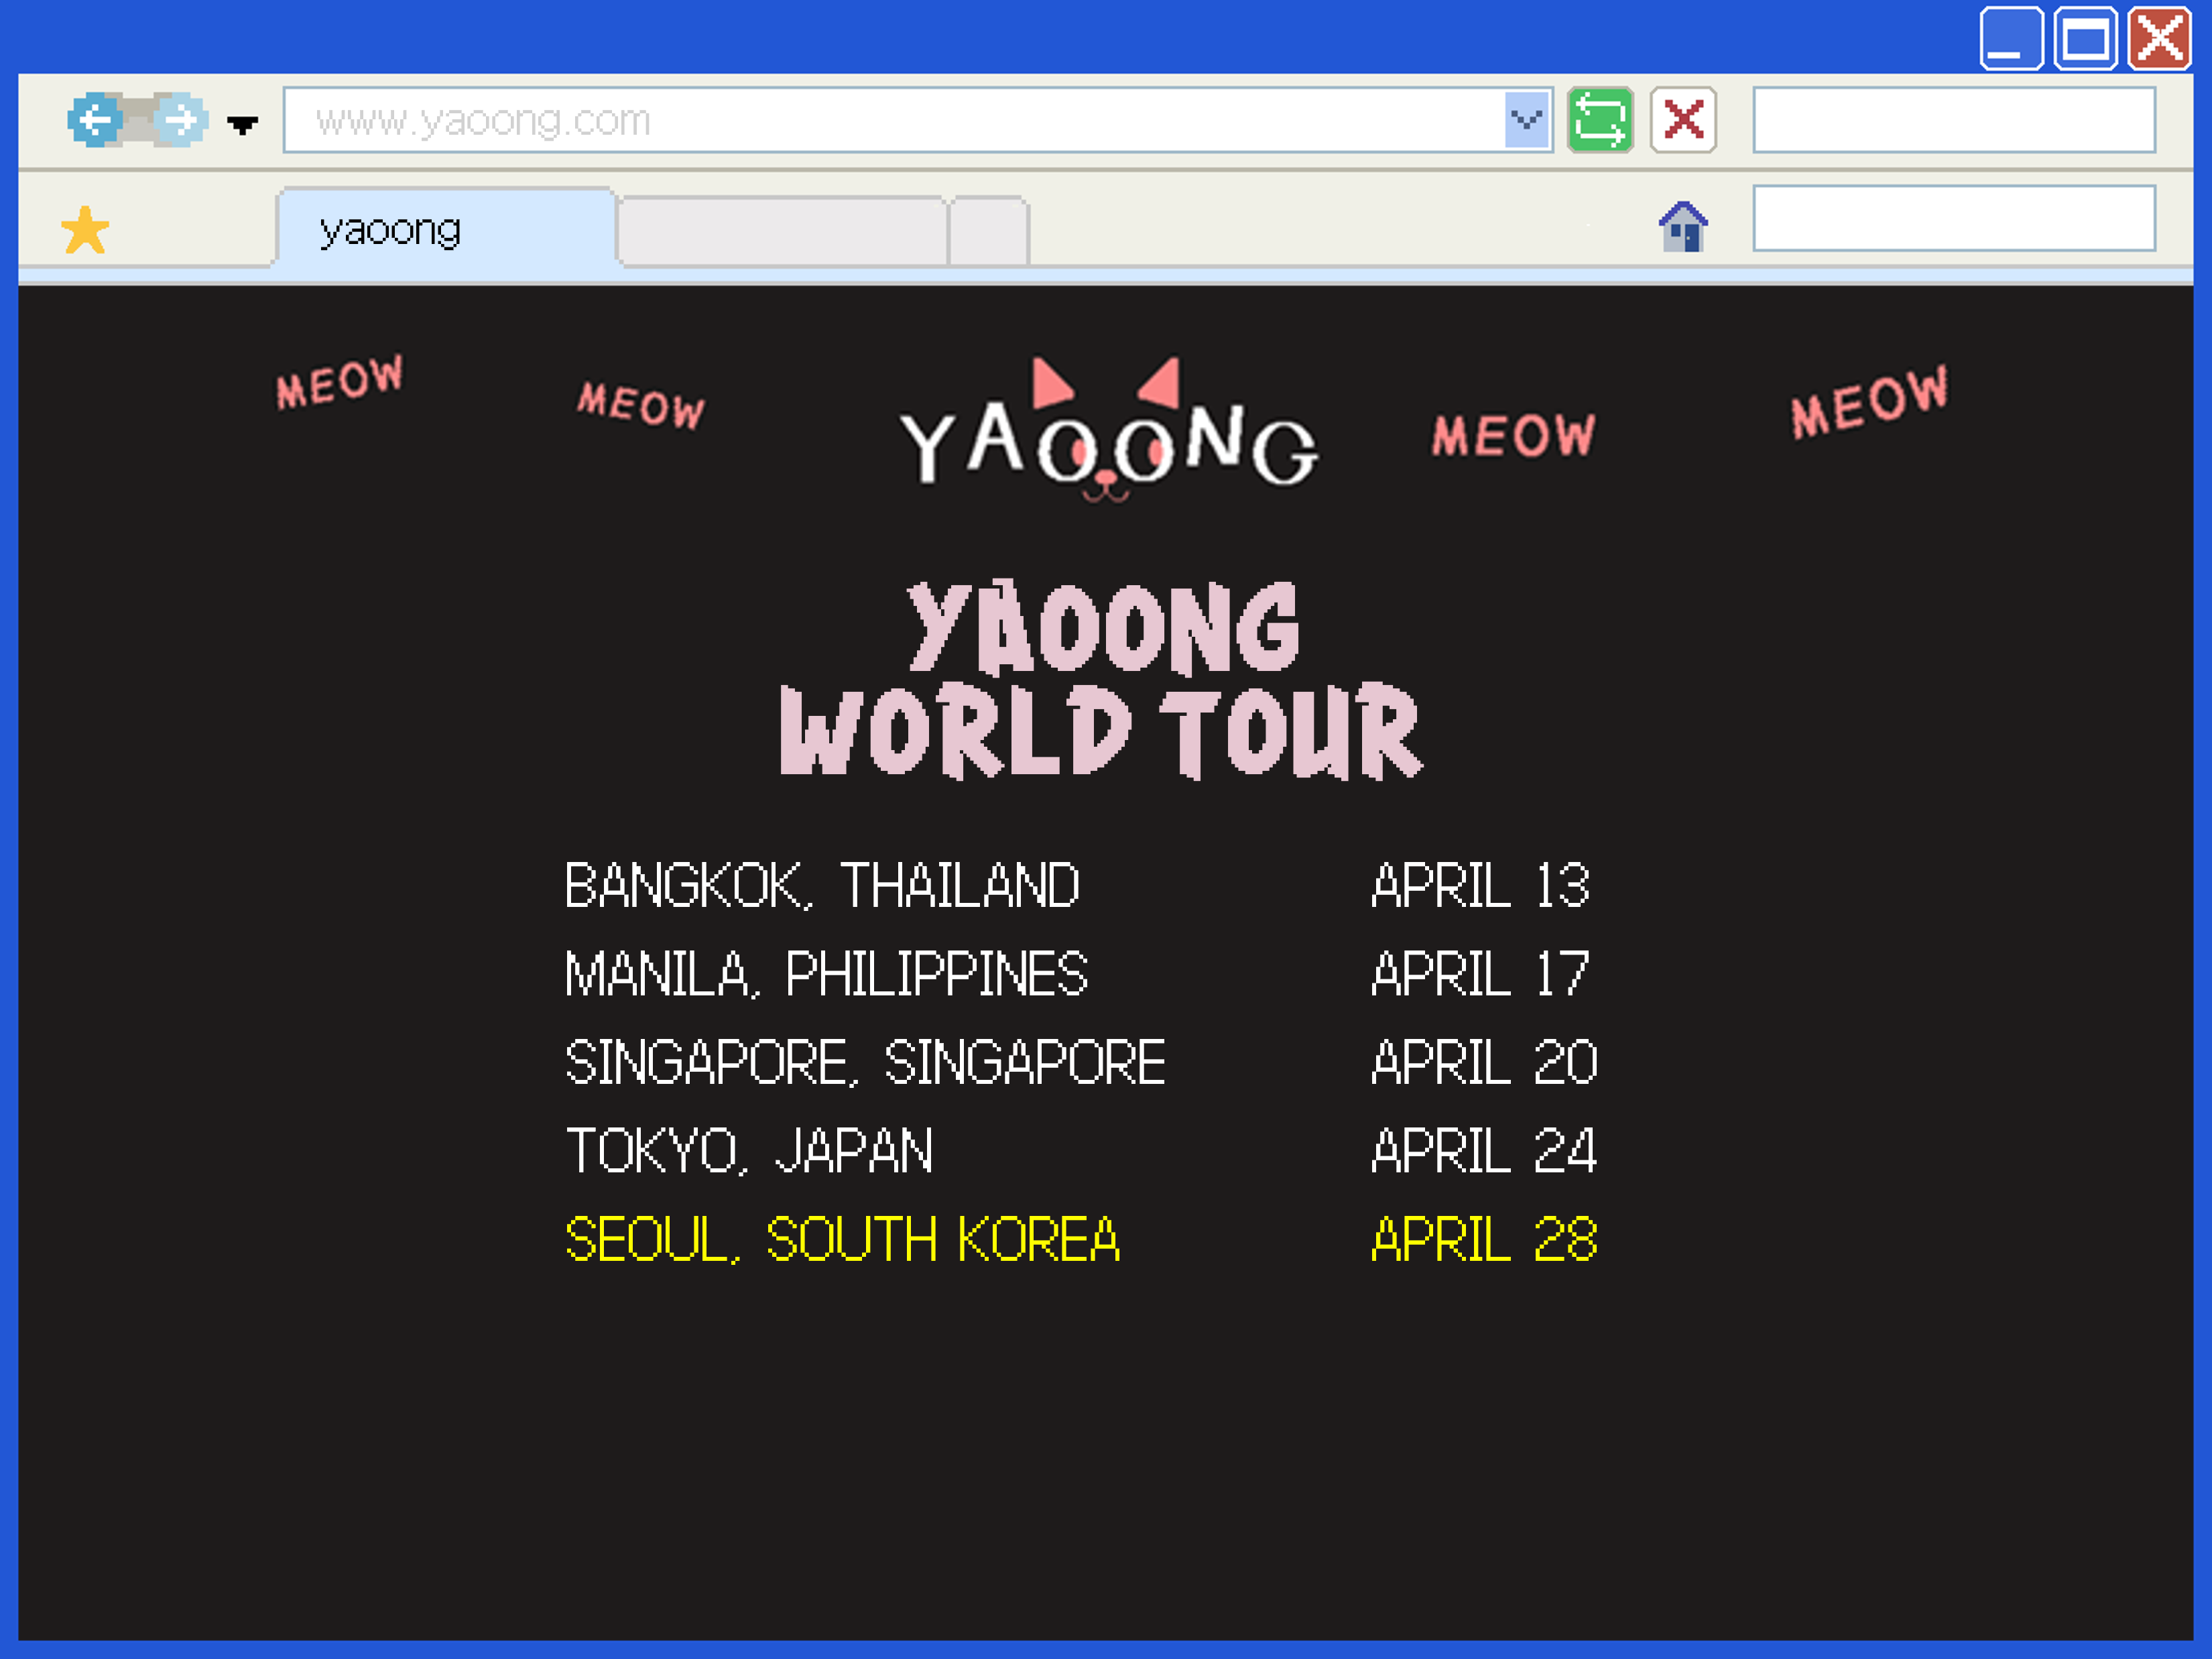 www.yaoong.com
yaoong
MEOW MEOW YAOONG MEOW MEOW
YAOONG
WORLD TOUR
BANGKOK, THAILAND APRIL 13
MANILA, PHILIPPINES APRIL 17
SINGAPORE, SINGAPORE APRIL 20
TOKYO, JAPAN APRIL 24
SEOUL, SOUTH KOREA APRIL 28